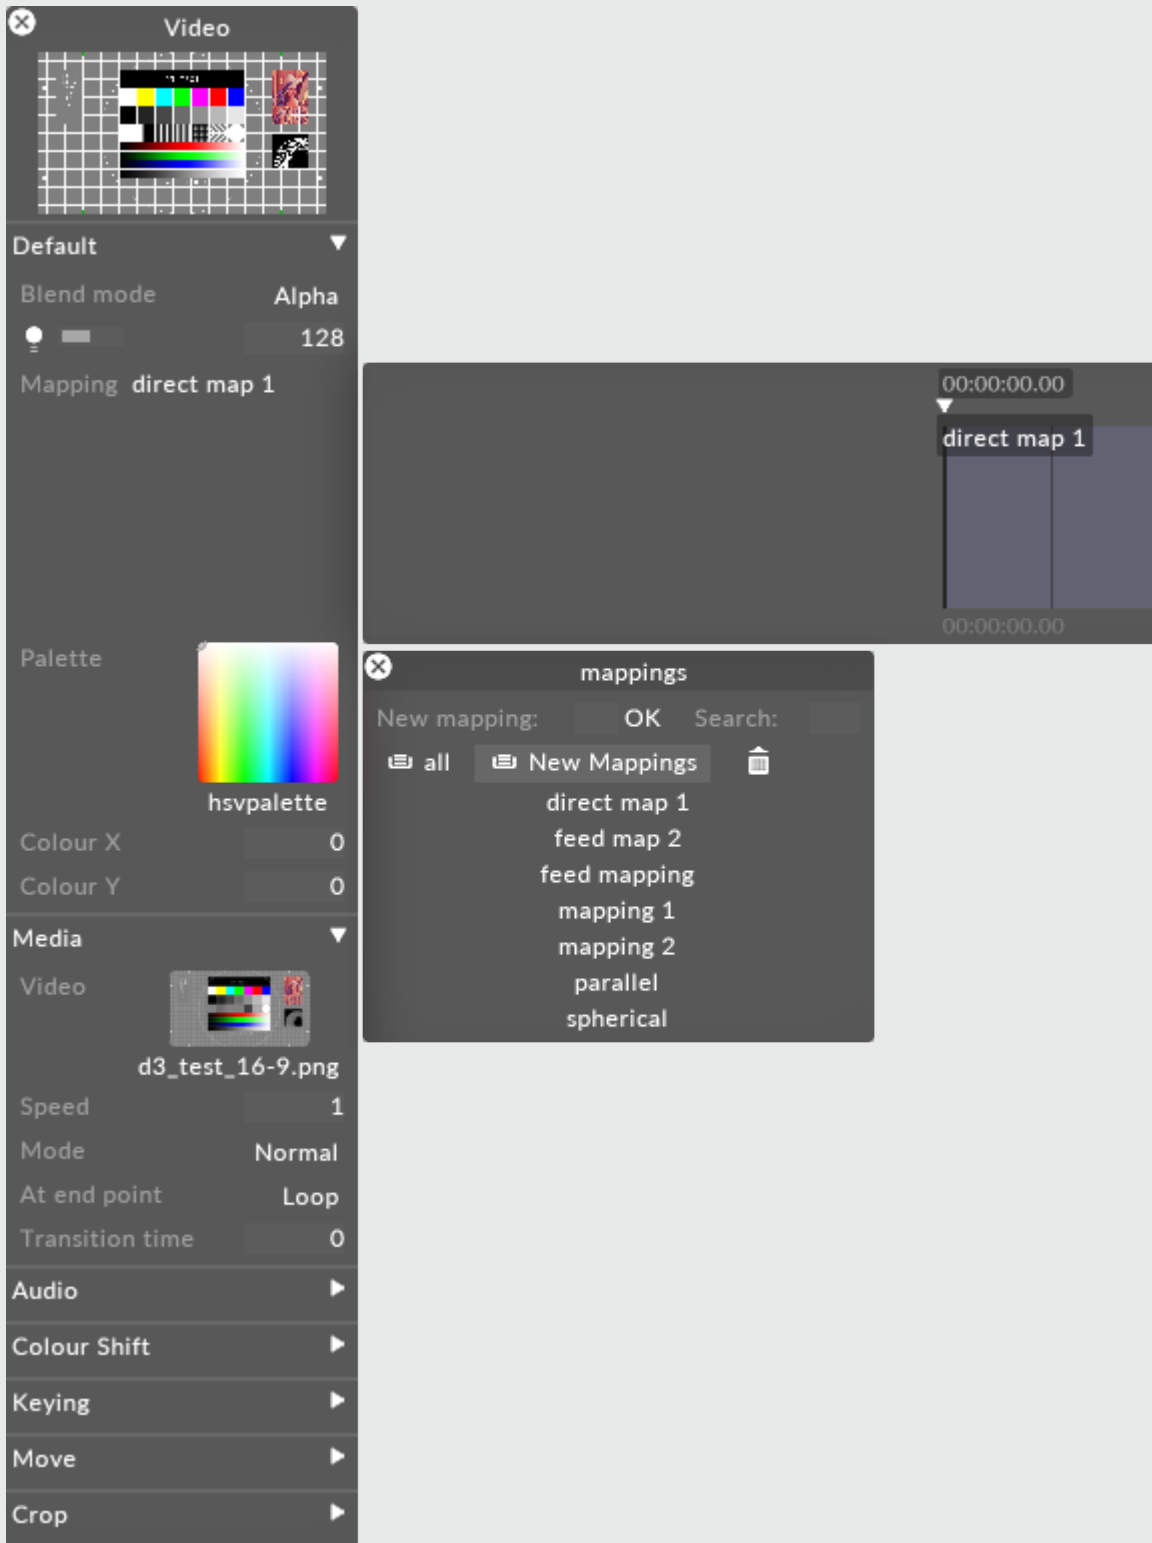 Video
Default
Blend mode Alpha
128
Mapping direct map 1
00:00:00.00
direct map 1
00:00:00.00
Palette
hsvpalette
Colour X 0
Colour Y 0
mappings
New mapping: OK Search:
all New Mappings
direct map 1
feed map 2
feed mapping
mapping 1
mapping 2
parallel
spherical
Media
Video
d3_test_16-9.png
Speed 1
Mode Normal
At end point Loop
Transition time 0
Audio
Colour Shift
Keying
Move
Crop